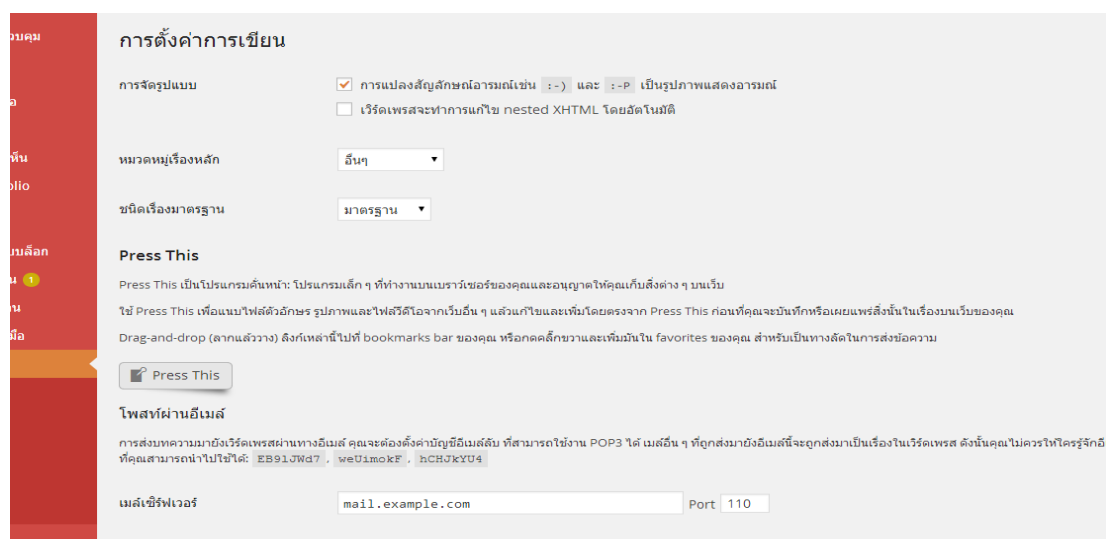 วบคุม
การตั้งค่าการเขียน
การจัดรูปแบบ
การแปลงสัญลักษณ์อารมณ์เช่น :-) และ :-P เป็นรูปภาพแสดงอารมณ์
เวิร์ดเพรสจะทำการแก้ไข nested XHTML โดยอัตโนมัติ
อ
ห็น
หมวดหมู่เรื่องหลัก
อื่นๆ
olio
ชนิดเรื่องมาตรฐาน
มาตรฐาน
บบล็อก
Press This
น 1
Press This เป็นโปรแกรมคั่นหน้า: โปรแกรมเล็ก ๆ ที่ทำงานบนเบราว์เซอร์ของคุณและอนุญาตให้คุณเก็บสิ่งต่าง ๆ บนเว็บ
าน
ใช้ Press This เพื่อแนบไฟล์ตัวอักษร รูปภาพและไฟล์วีดีโอจากเว็บอื่น ๆ แล้วแก้ไขและเพิ่มโดยตรงจาก Press This ก่อนที่คุณจะบันทึกหรือเผยแพร่สิ่งนั้นในเรื่องบนเว็บของคุณ
มือ
Drag-and-drop (ลากแล้ววาง) ลิงก์เหล่านี้ไปที่ bookmarks bar ของคุณ หรือกดคลิ๊กขวาและเพิ่มมันใน favorites ของคุณ สำหรับเป็นทางลัดในการส่งข้อความ
Press This
โพสท์ผ่านอีเมล์
การส่งบทความมายังเวิร์ดเพรสผ่านทางอีเมล์ คุณจะต้องตั้งค่าบัญชีอีเมล์ลับ ที่สามารถใช้งาน POP3 ได้ เมล์อื่น ๆ ที่ถูกส่งมายังอีเมล์นี้จะถูกส่งมาเป็นเรื่องในเวิร์ดเพรส ดังนั้นคุณไม่ควรให้ใครรู้จักอี
ที่คุณสามารถนำไปใช้ได้: EB91JWd7 , weUimokF , hCHJkYU4
เมล์เซิร์ฟเวอร์
mail.example.com Port 110